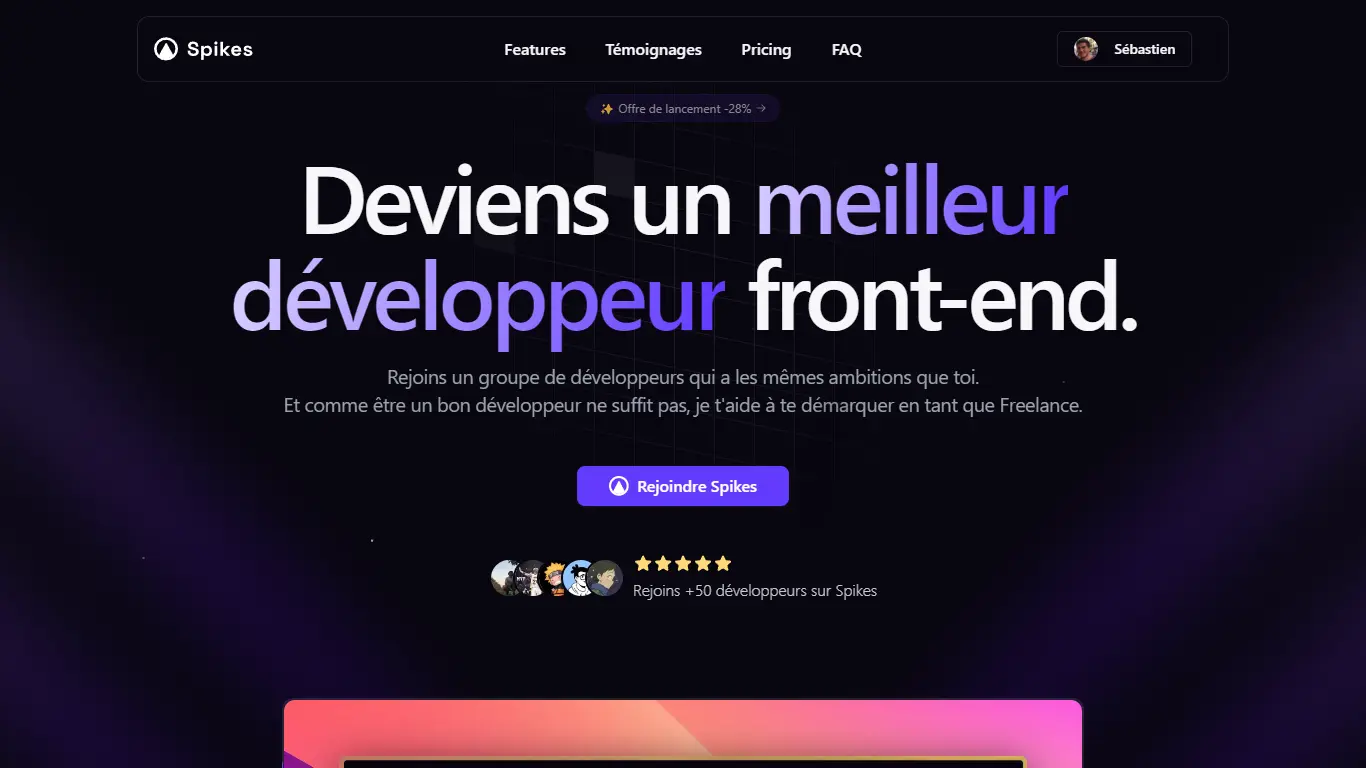 Spikes
Features
Témoignages
Pricing
FAQ
Sébastien
✨ Offre de lancement -28% →
Deviens un meilleur
développeur front-end.
Rejoins un groupe de développeurs qui a les mêmes ambitions que toi.
Et comme être un bon développeur ne suffit pas, je t'aide à te démarquer en tant que Freelance.
Rejoindre Spikes
Rejoins +50 développeurs sur Spikes